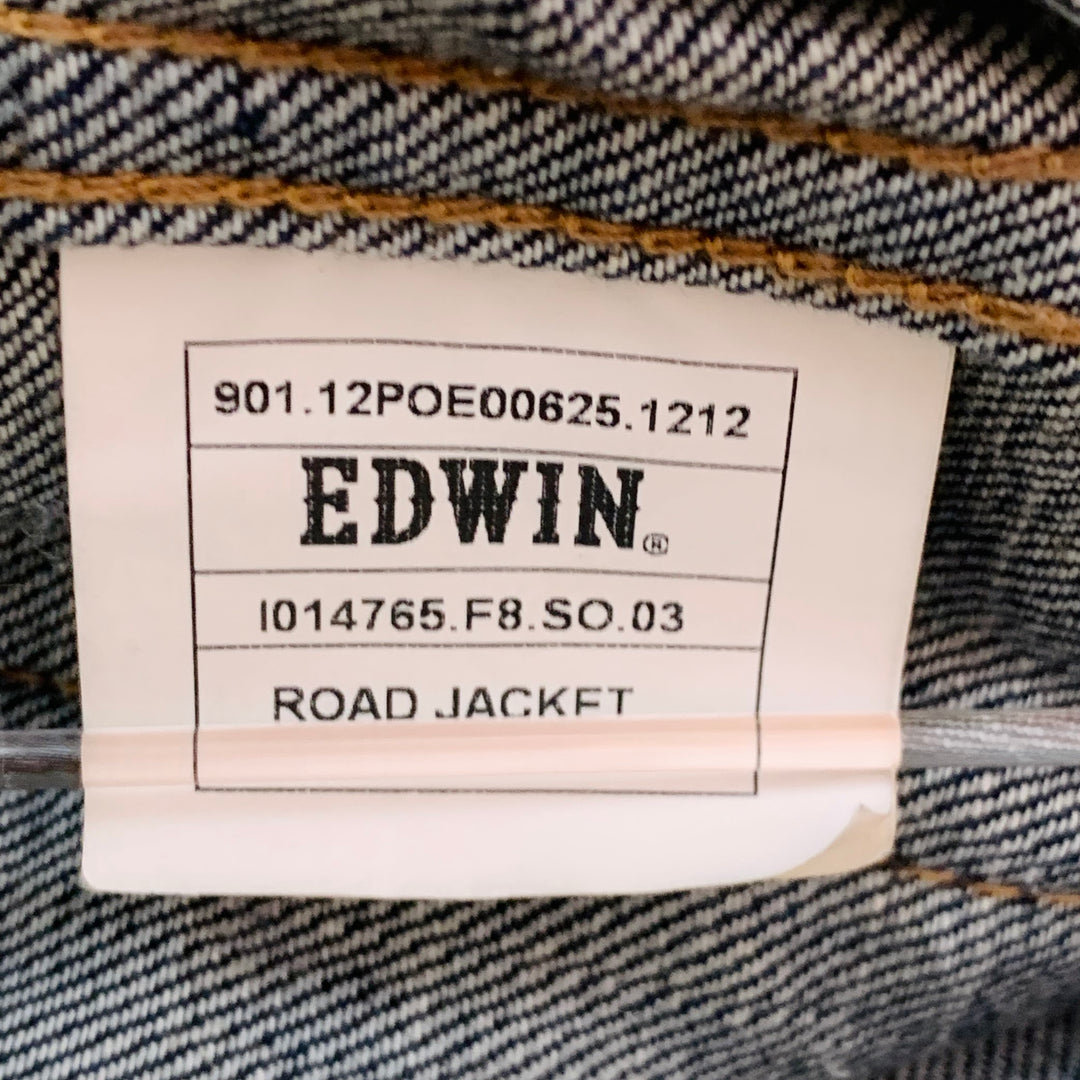 901.12POE00625.1212
EDWIN®
I014765.F8.SO.03
ROAD JACKET